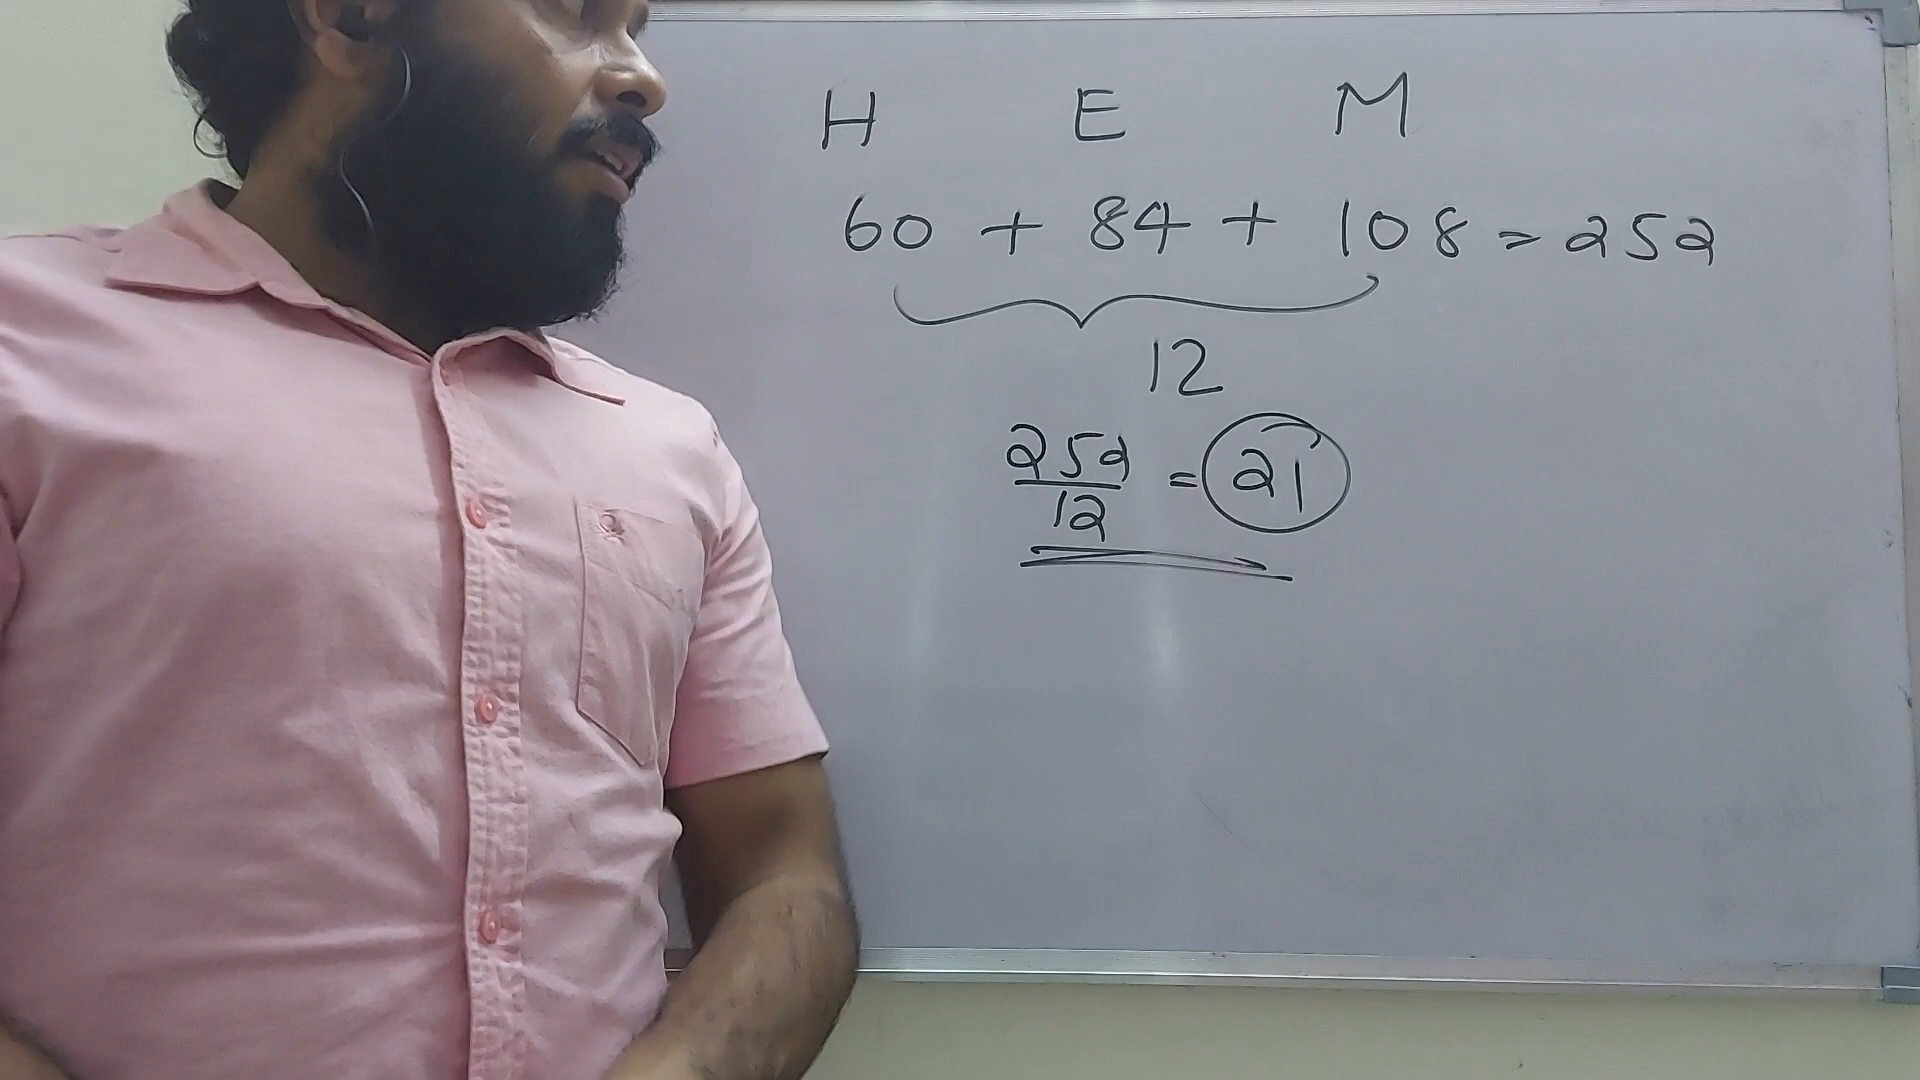 H E M
60 + 84 + 108 = 252
12
252/12 = 21